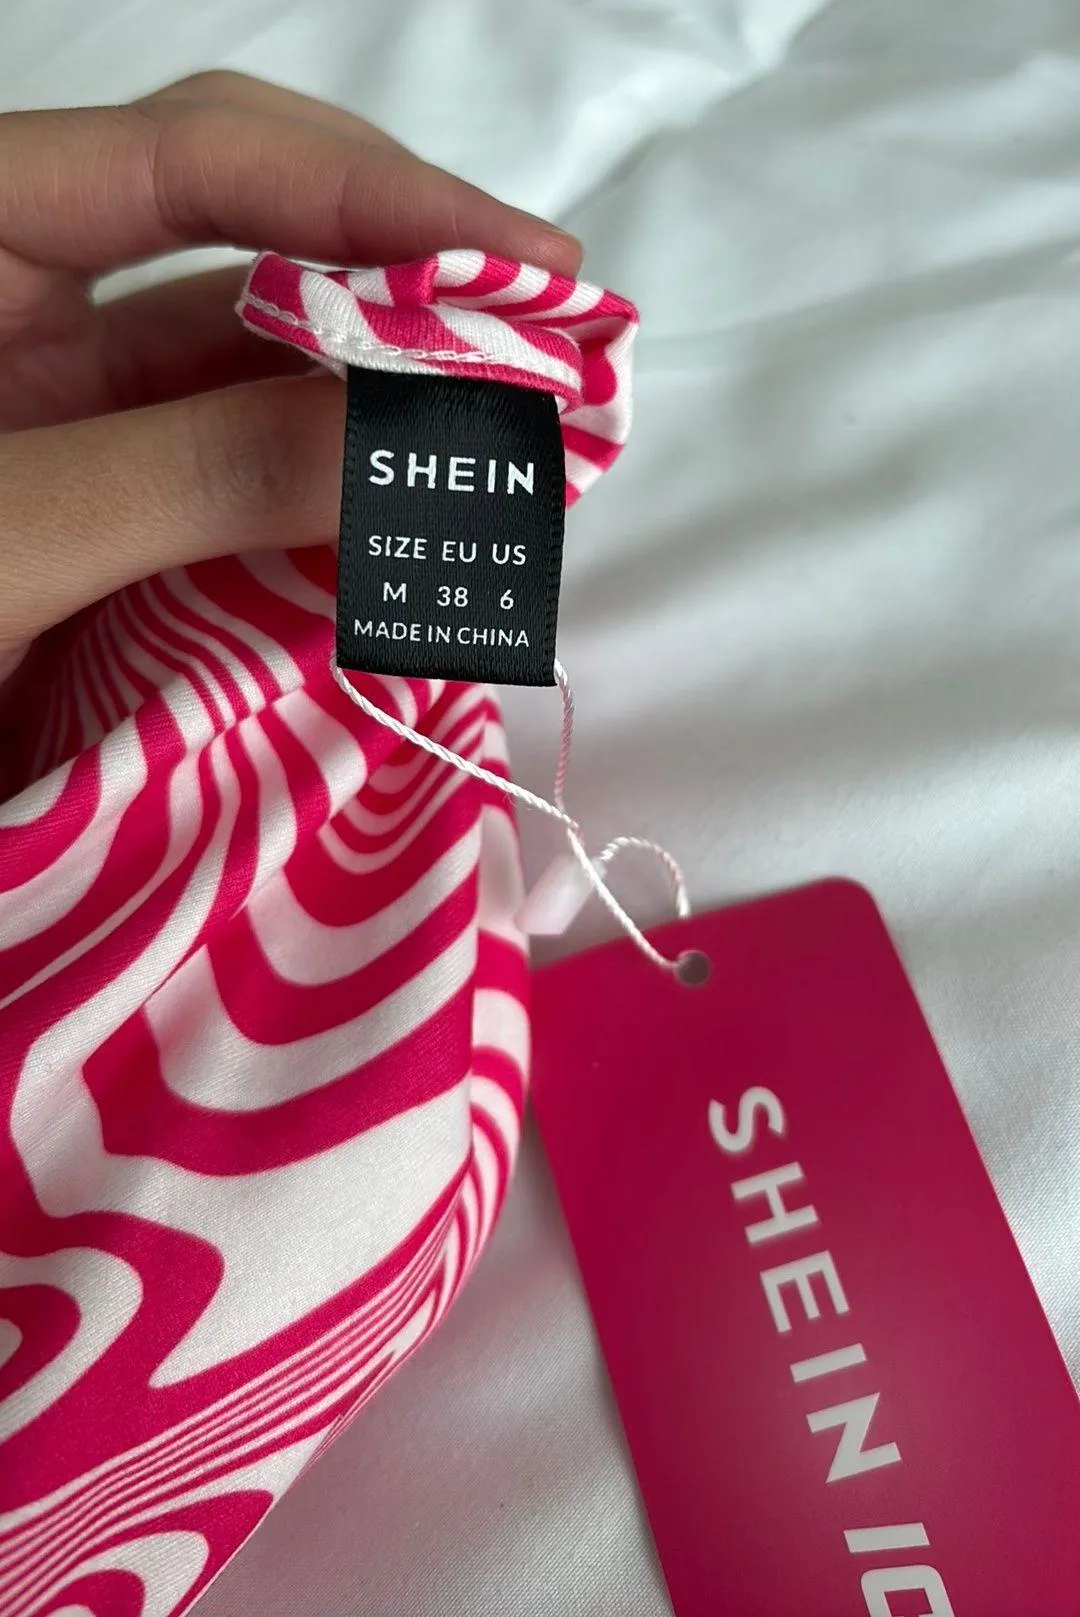 SHEIN
SIZE EU US
M 38 6
MADE IN CHINA
SHEIN